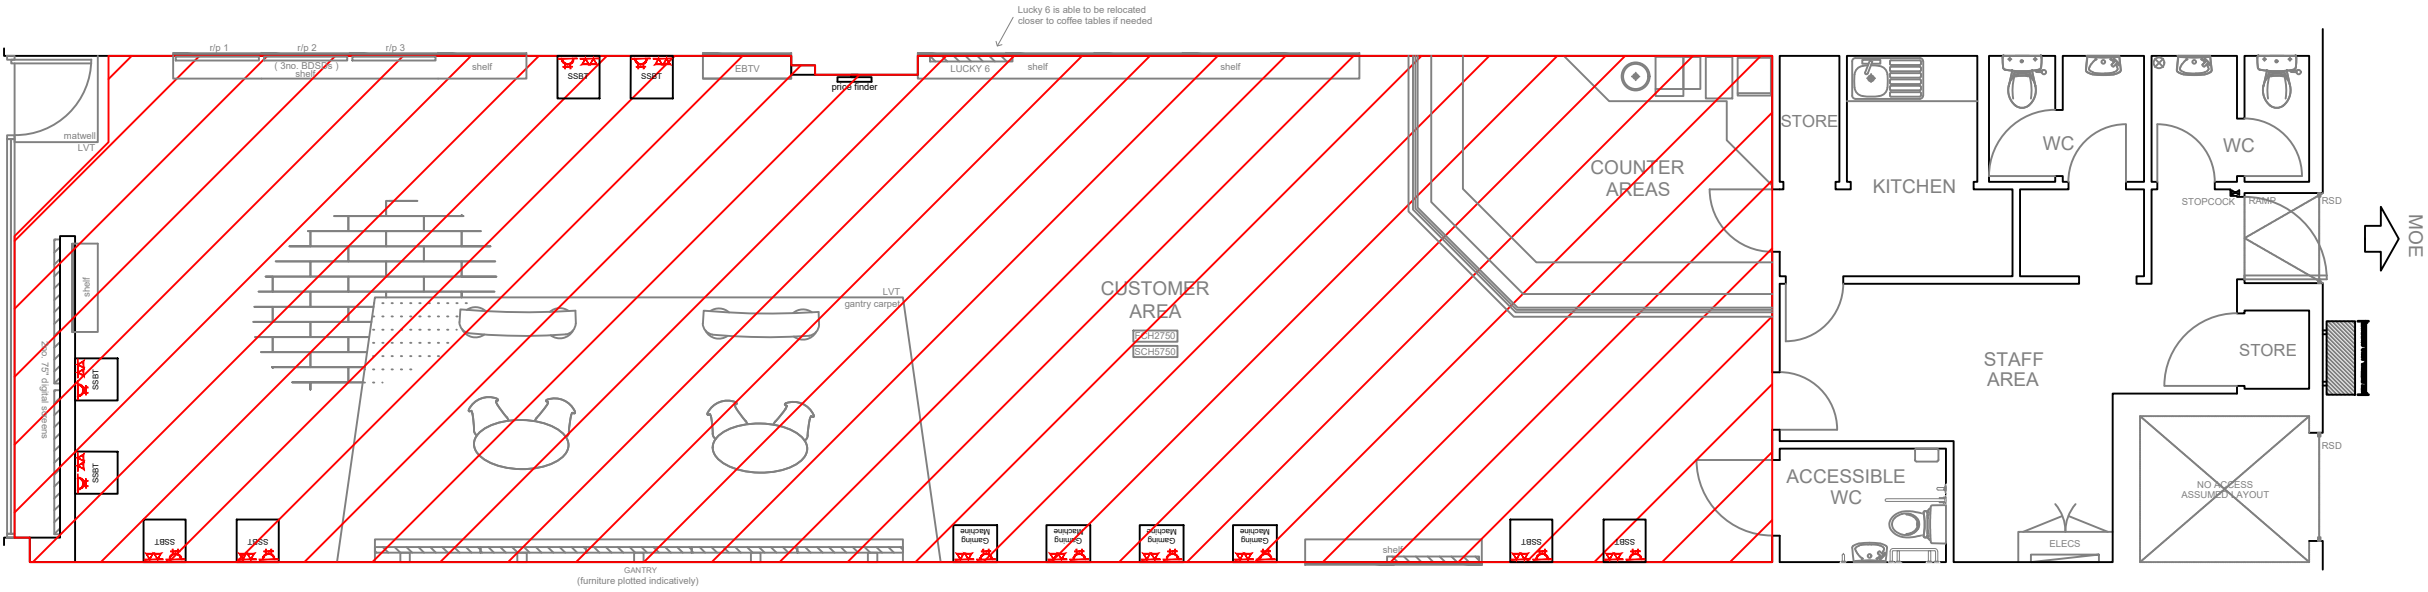 Lucky 6 is able to be relocated
closer to coffee tables if needed
r/p 1
r/p 2
r/p 3
( 3no. BDSDs )
shelf
shelf
SSBT
SSBT
EBTV
price finder
LUCKY 6
shelf
shelf
matwell
LVT
STORE
COUNTER
AREAS
KITCHEN
WC
WC
STOPCOCK
RAMP
RSD
MOE
shelf
2no. 75" digital screens
SSBT
SSBT
LVT
gantry carpet
CUSTOMER
AREA
FCH2750
SCH5750
STAFF
AREA
STORE
RSD
ACCESSIBLE
WC
NO ACCESS
ASSUMED LAYOUT
ELECS
SSBT
SSBT
Gaming
Machine
Gaming
Machine
Gaming
Machine
Gaming
Machine
shelf
SSBT
SSBT
GANTRY
(furniture plotted indicatively)